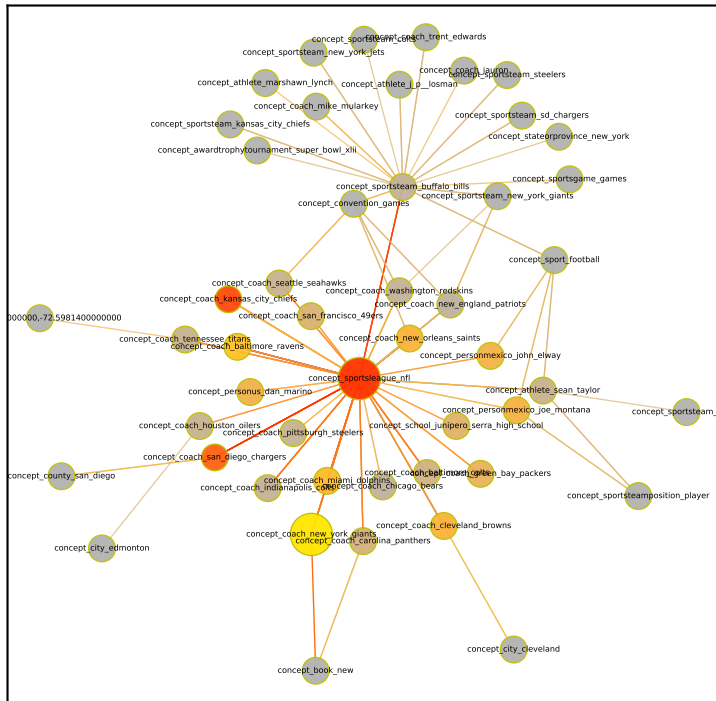 concept_sportsteam_colts
concept_coach_trent_edwards
concept_sportsteam_new_york_jets
concept_coach_jauron
concept_sportsteam_steelers
concept_athlete_marshawn_lynch
concept_athlete_j_p__losman
concept_coach_mike_mularkey
concept_sportsteam_sd_chargers
concept_sportsteam_kansas_city_chiefs
concept_stateorprovince_new_york
concept_awardtrophytournament_super_bowl_xlii
concept_sportsgame_games
concept_sportsteam_buffalo_bills
concept_sportsteam_new_york_giants
concept_convention_games
concept_sport_football
concept_coach_seattle_seahawks
concept_coach_washington_redskins
concept_coach_kansas_city_chiefs
concept_coach_new_england_patriots
concept_coach_san_francisco_49ers
000000,-72.5981400000000
concept_coach_tennessee_titans
concept_coach_new_orleans_saints
concept_coach_baltimore_ravens
concept_personmexico_john_elway
concept_sportsleague_nfl
concept_personus_dan_marino
concept_athlete_sean_taylor
concept_personmexico_joe_montana
concept_sportsteam_
concept_coach_houston_oilers
concept_school_junipero_serra_high_school
concept_coach_pittsburgh_steelers
concept_coach_san_diego_chargers
concept_county_san_diego
concept_coach_miami_dolphins
concept_coach_baltimore_colts
concept_coach_green_bay_packers
concept_coach_indianapolis_colts
concept_coach_chicago_bears
concept_sportsteamposition_player
concept_coach_cleveland_browns
concept_coach_new_york_giants
concept_coach_carolina_panthers
concept_city_edmonton
concept_city_cleveland
concept_book_new